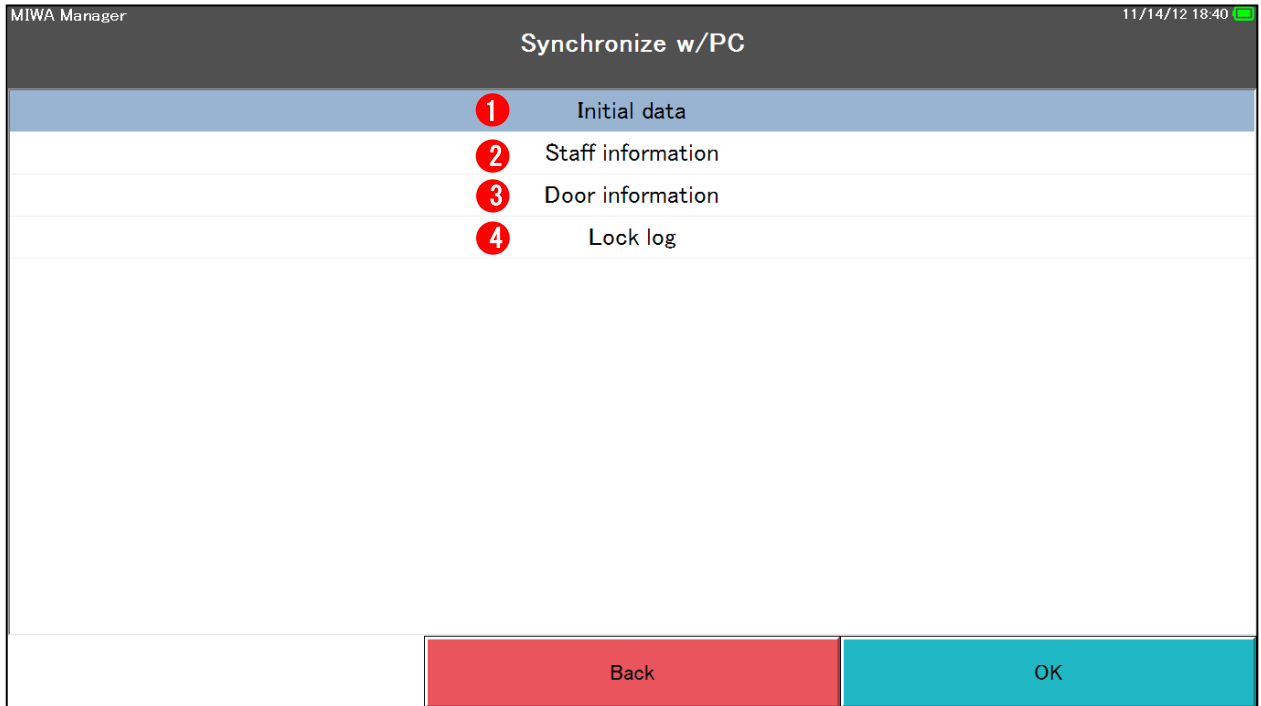 MIWA Manager
11/14/12 18:40
Synchronize w/PC
1 Initial data
2 Staff information
3 Door information
4 Lock log
Back
OK